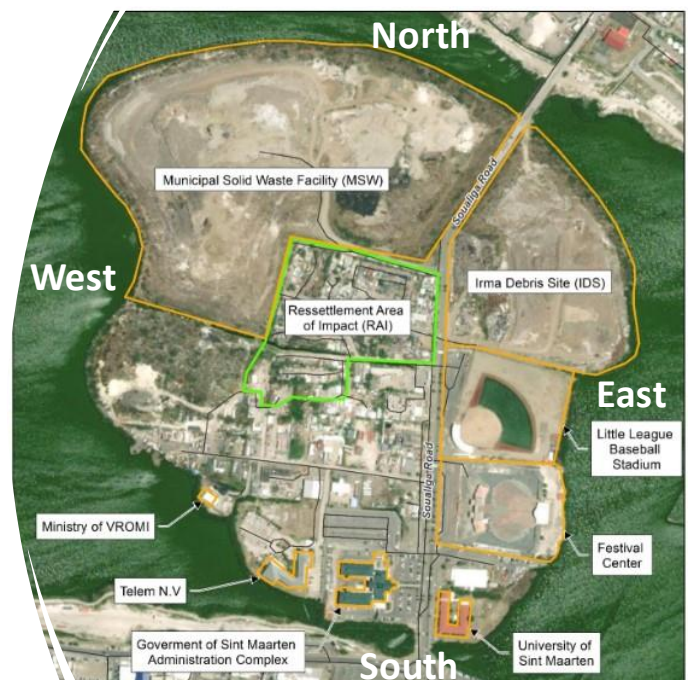 North
Municipal Solid Waste Facility (MSW)
Soualiga Road
West
Irma Debris Site (IDS)
Ressettlement Area
of Impact (RAI)
East
Little League
Baseball
Stadium
Soualiga Road
Ministry of VROMI
Festival
Center
Telem N.V
Goverment of Sint Maarten
Administration Complex
University of
Sint Maarten
South